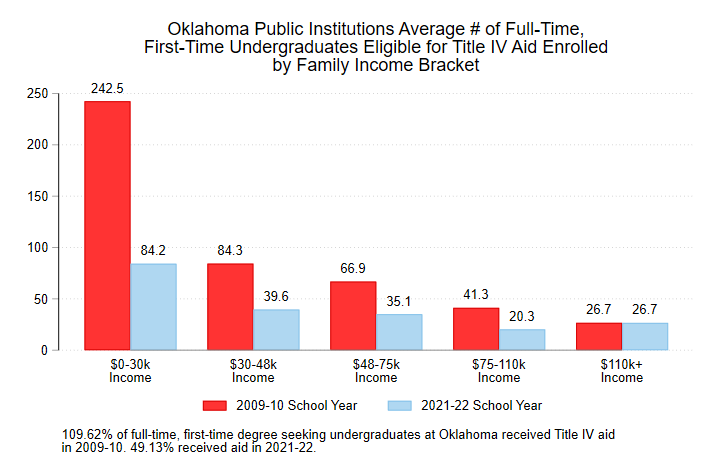 Oklahoma Public Institutions Average # of Full-Time,
First-Time Undergraduates Eligible for Title IV Aid Enrolled
by Family Income Bracket
250
200
150
100
50
0
242.5
84.2
84.3
39.6
66.9
35.1
41.3
20.3
26.7
26.7
$0-30k
Income
$30-48k
Income
$48-75k
Income
$75-110k
Income
$110k+
Income
2009-10 School Year
2021-22 School Year
109.62% of full-time, first-time degree seeking undergraduates at Oklahoma received Title IV aid
in 2009-10. 49.13% received aid in 2021-22.